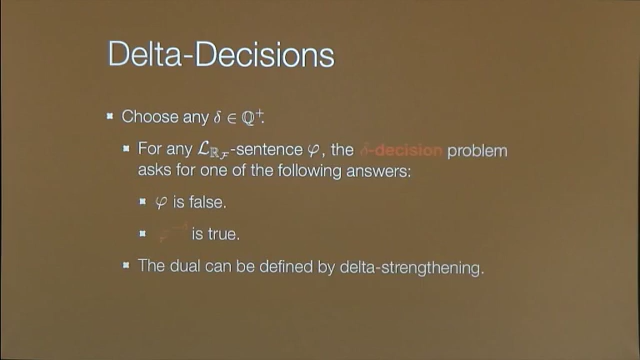 Delta-Decisions
Choose any δ ∈ ℚ⁺.
For any 𝓛_ℝ_𝓕-sentence φ, the δ-decision problem
asks for one of the following answers:
φ is false.
is true.
The dual can be defined by delta-strengthening.